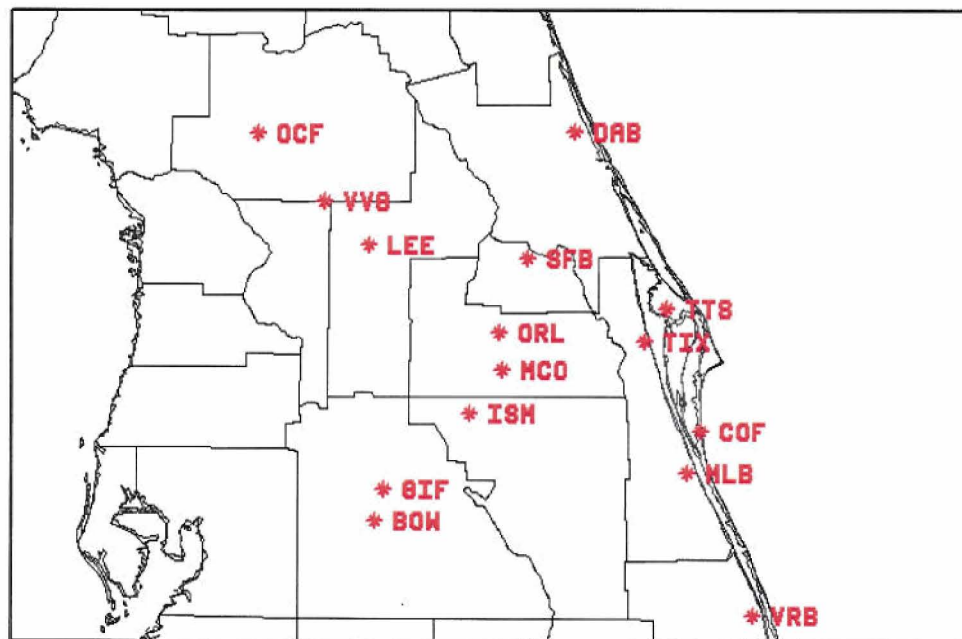 OCF
DAB
VVG
LEE
SFB
TTS
ORL
TIX
MCO
ISM
COF
MLB
GIF
BOW
VRB